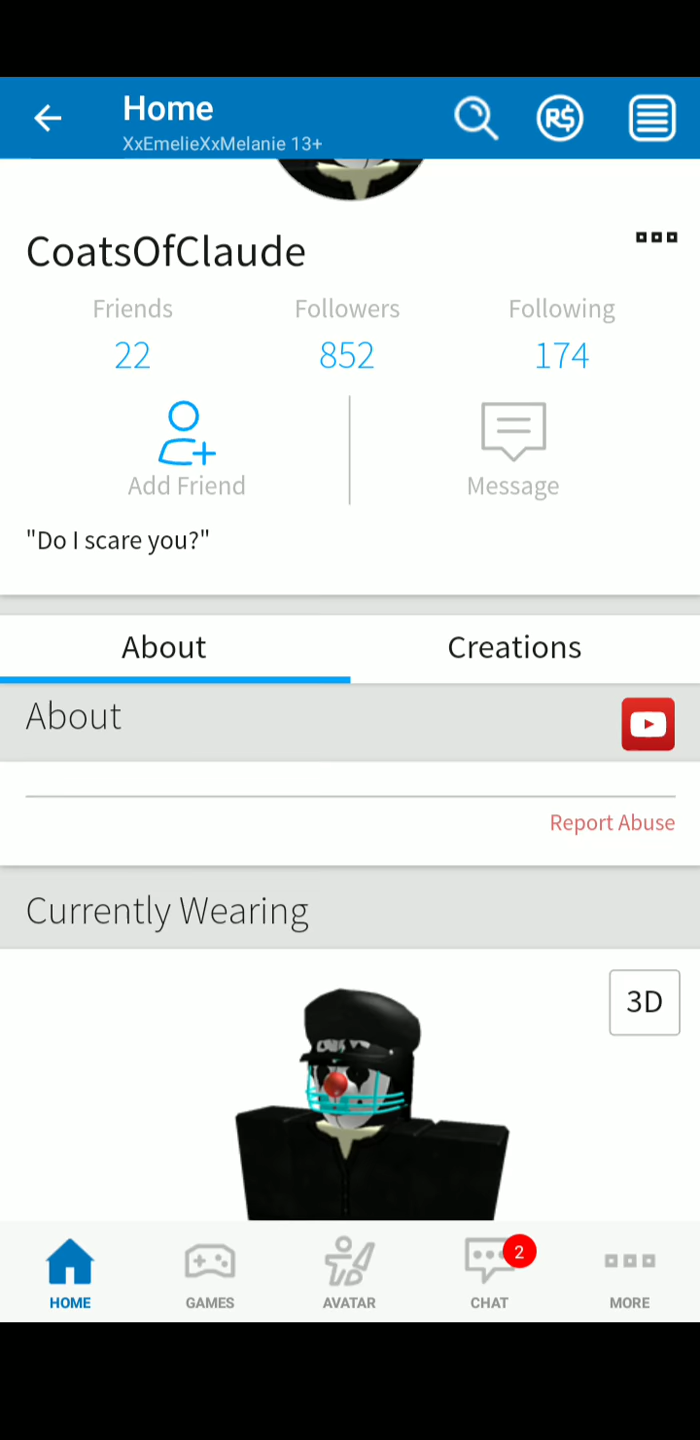 Home
XxEmelieXxMelanie 13+
R$
CoatsOfClaude
Friends Followers Following
22 852 174
Add Friend Message
"Do I scare you?"
About Creations
About
Report Abuse
Currently Wearing
3D
2
HOME GAMES AVATAR CHAT MORE